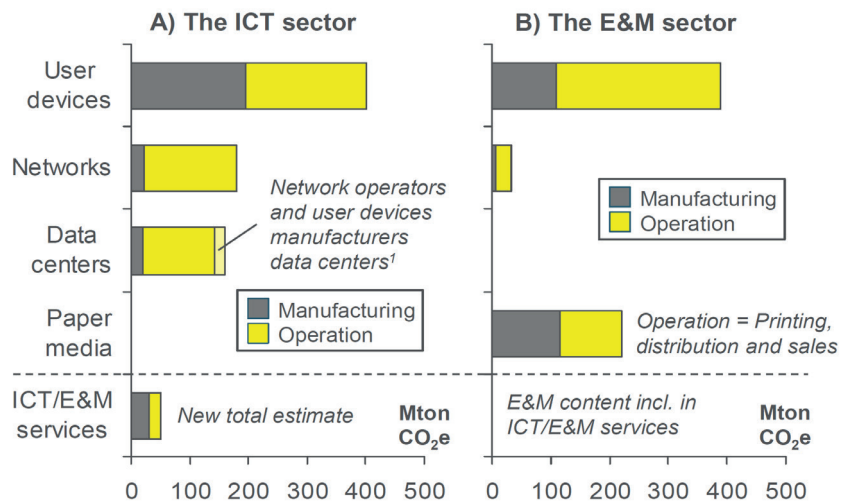 A) The ICT sector
B) The E&M sector
User
devices
Networks
Network operators
and user devices
manufacturers
data centers¹
Manufacturing
Operation
Data
centers
Manufacturing
Operation
Paper
media
Operation = Printing,
distribution and sales
ICT/E&M
services
New total estimate
Mton
CO₂e
E&M content incl. in
ICT/E&M services
Mton
CO₂e
0 100 200 300 400 500
0 100 200 300 400 500